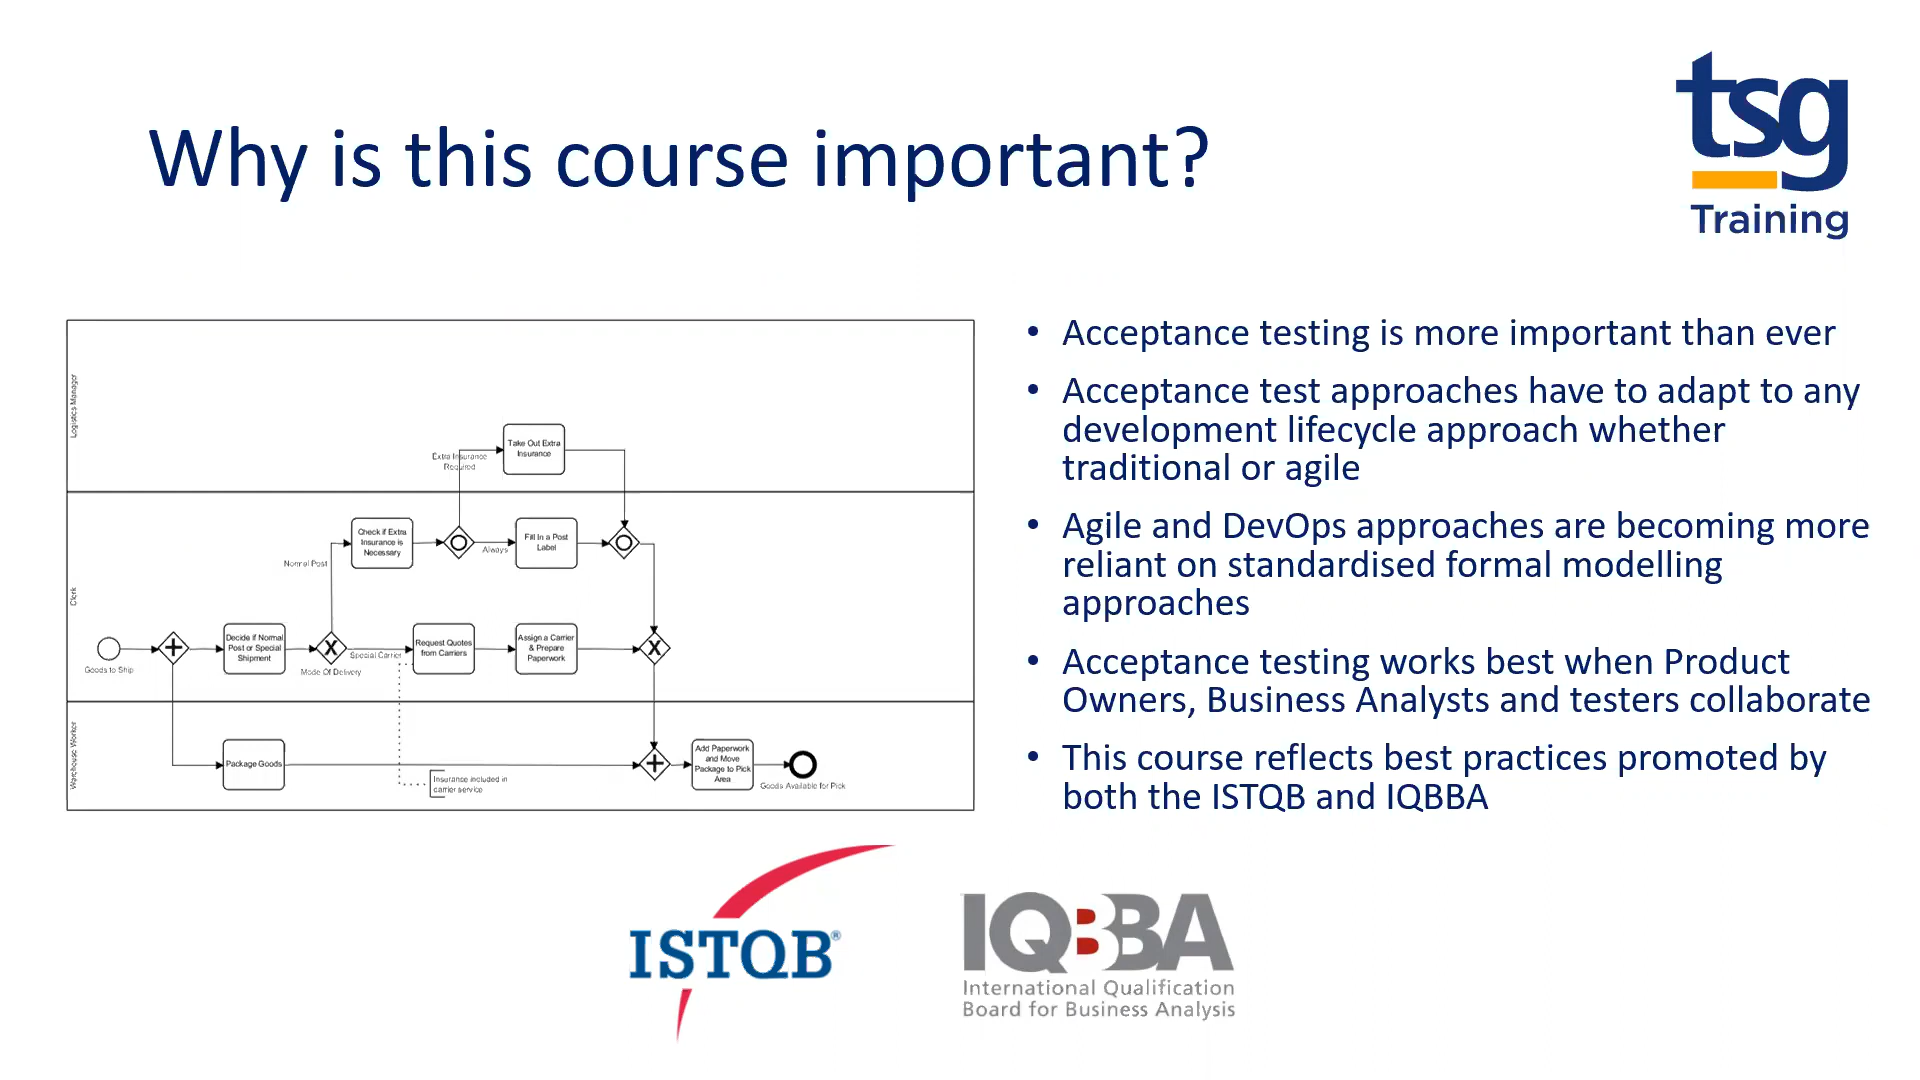 Why is this course important?
tsg
Training
Logistics Manager
Take Out Extra
Insurance
Extra Insurance
Required
Clerk
Check if Extra
Insurance is
Necessary
Always
Fill In a Post
Label
Normal Post
Goods to Ship
Decide if Normal
Post or Special
Shipment
X
Mode Of Delivery
Special Carrier
Request Quotes
from Carriers
Assign a Carrier
& Prepare
Paperwork
X
Warehouse Worker
Package Goods
Insurance included in
carrier service
Add Paperwork
and Move
Package to Pick
Area
Goods Available for Pick
• Acceptance testing is more important than ever
• Acceptance test approaches have to adapt to any
development lifecycle approach whether
traditional or agile
• Agile and DevOps approaches are becoming more
reliant on standardised formal modelling
approaches
• Acceptance testing works best when Product
Owners, Business Analysts and testers collaborate
• This course reflects best practices promoted by
both the ISTQB and IQBBA
ISTQB®
IQBBA
International Qualification
Board for Business Analysis